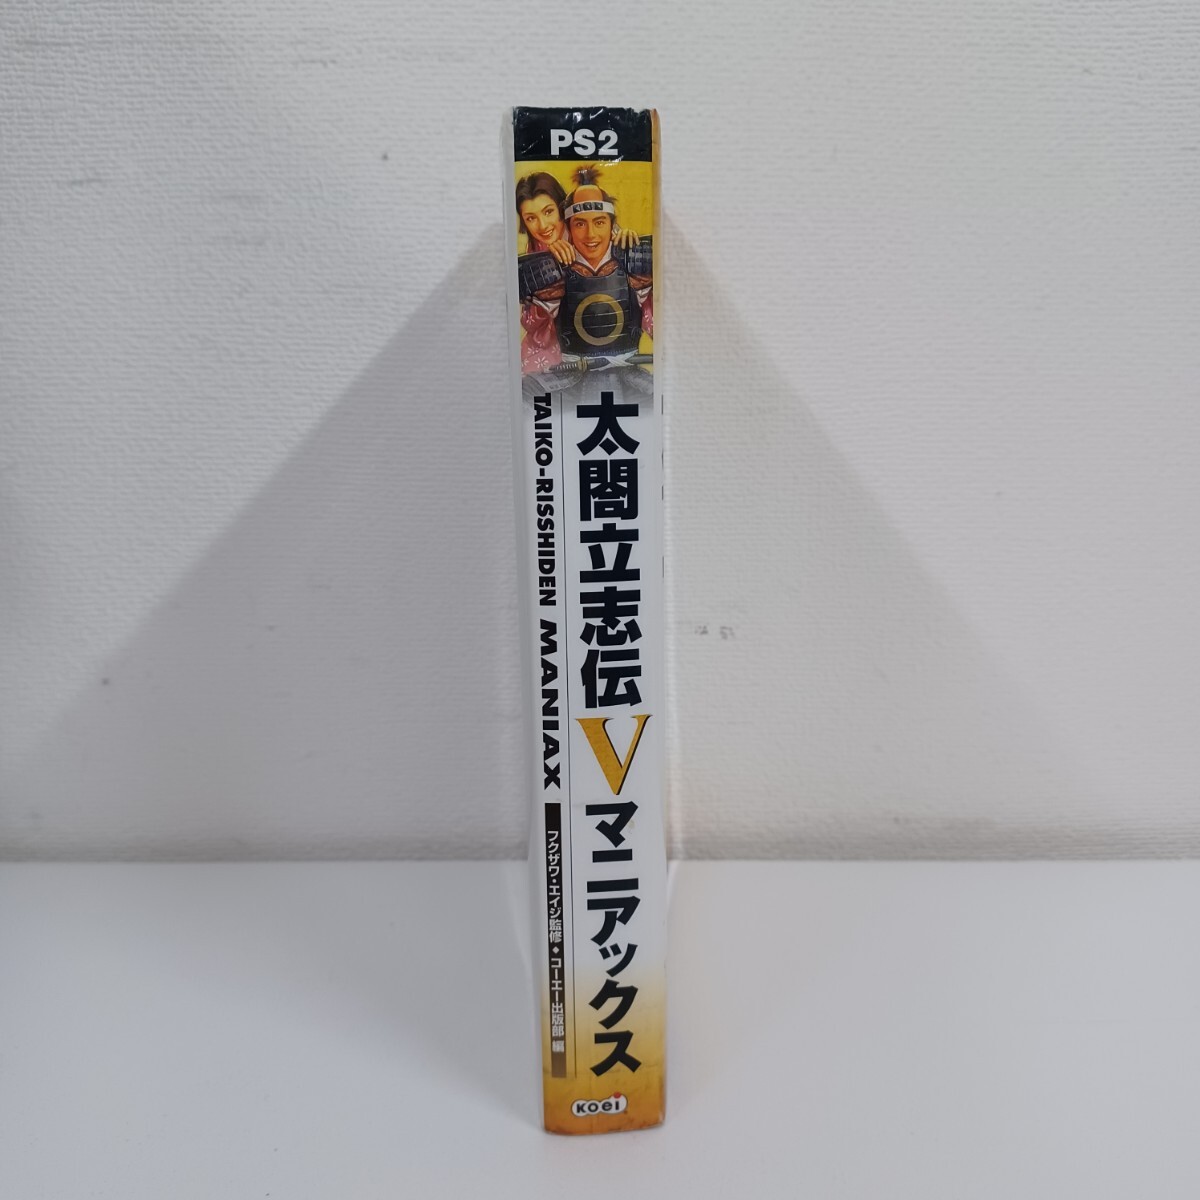 PS2
太閤立志伝Vマニアックス
TAIKO-RISSHIDEN MANIAX
フクザワ・エイジ監修◆コーエー出版部 編
KOEI